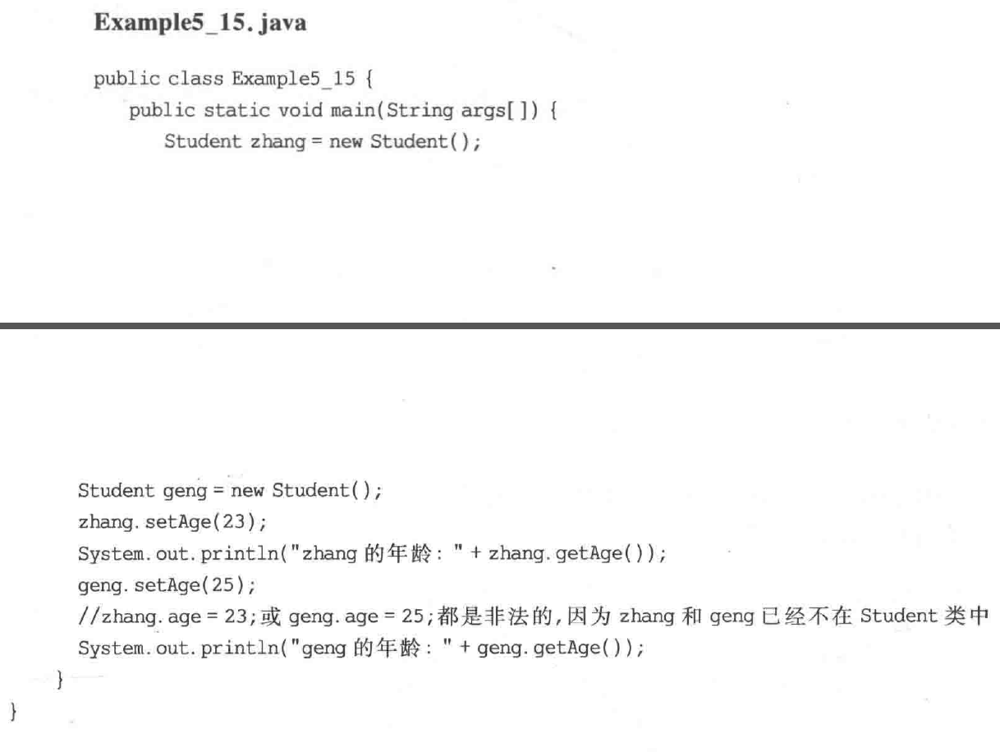 Example5_15.java
public class Example5_15 {
public static void main(String args[]) {
Student zhang = new Student();
Student geng = new Student();
zhang.setAge(23);
System.out.println("zhang 的年龄: " + zhang.getAge());
geng.setAge(25);
//zhang.age = 23;或 geng.age = 25;都是非法的,因为 zhang 和 geng 已经不在 Student 类中
System.out.println("geng 的年龄: " + geng.getAge());
}
}